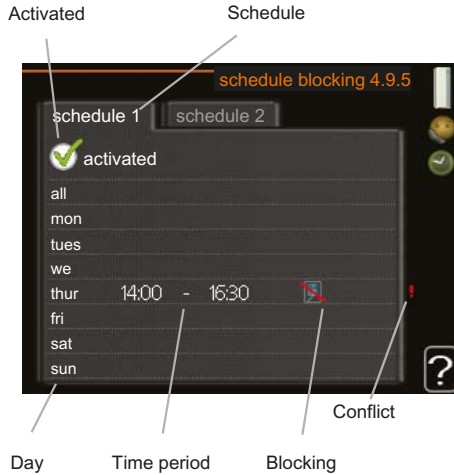 Activated Schedule
schedule blocking 4.9.5
schedule 1 schedule 2
activated
all
mon
tues
we
thur 14:00 - 16:30 !
fri
sat
sun
?
Conflict
Day Time period Blocking